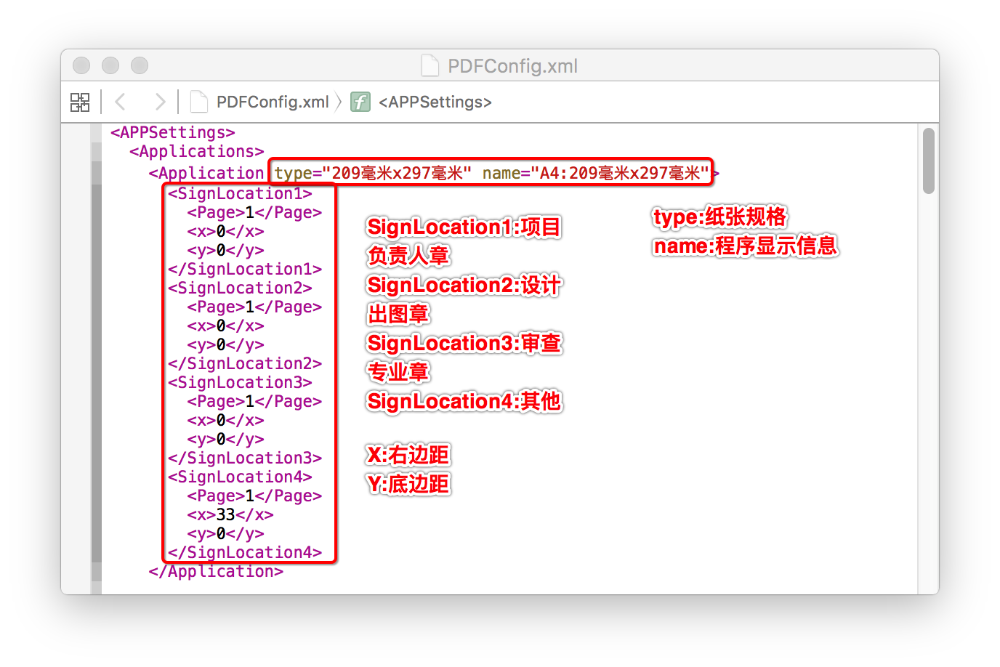 PDFConfig.xml
PDFConfig.xml
<APPSettings>
<APPSettings>
<Applications>
<Application type="209毫米x297毫米" name="A4:209毫米x297毫米">
<SignLocation1>
<Page>1</Page>
<x>0</x>
<y>0</y>
</SignLocation1>
<SignLocation2>
<Page>1</Page>
<x>0</x>
<y>0</y>
</SignLocation2>
<SignLocation3>
<Page>1</Page>
<x>0</x>
<y>0</y>
</SignLocation3>
<SignLocation4>
<Page>1</Page>
<x>33</x>
<y>0</y>
</SignLocation4>
</Application>
SignLocation1:项目
负责人章
SignLocation2:设计
出图章
SignLocation3:审查
专业章
SignLocation4:其他
X:右边距
Y:底边距
type:纸张规格
name:程序显示信息